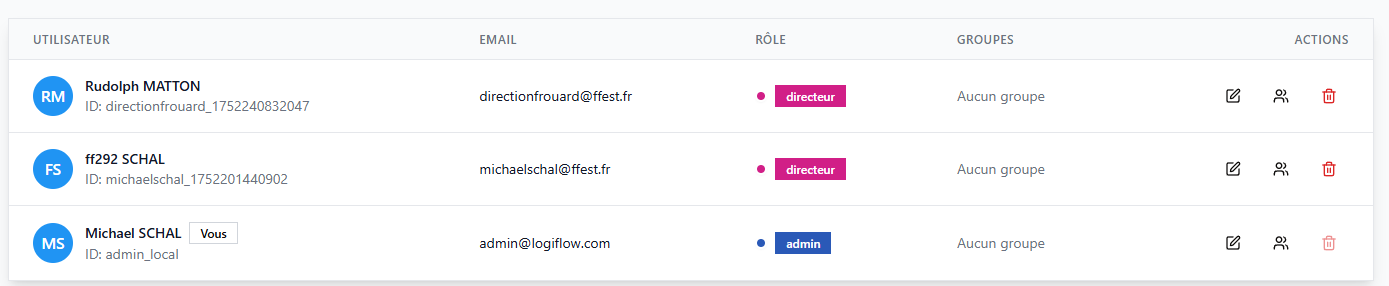 UTILISATEUR EMAIL RÔLE GROUPES ACTIONS
RM Rudolph MATTON
ID: directionfrouard_1752240832047 directionfrouard@ffest.fr directeur Aucun groupe
FS ff292 SCHAL
ID: michaelschal_1752201440902 michaelschal@ffest.fr directeur Aucun groupe
MS Michael SCHAL Vous
ID: admin_local admin@logiflow.com admin Aucun groupe